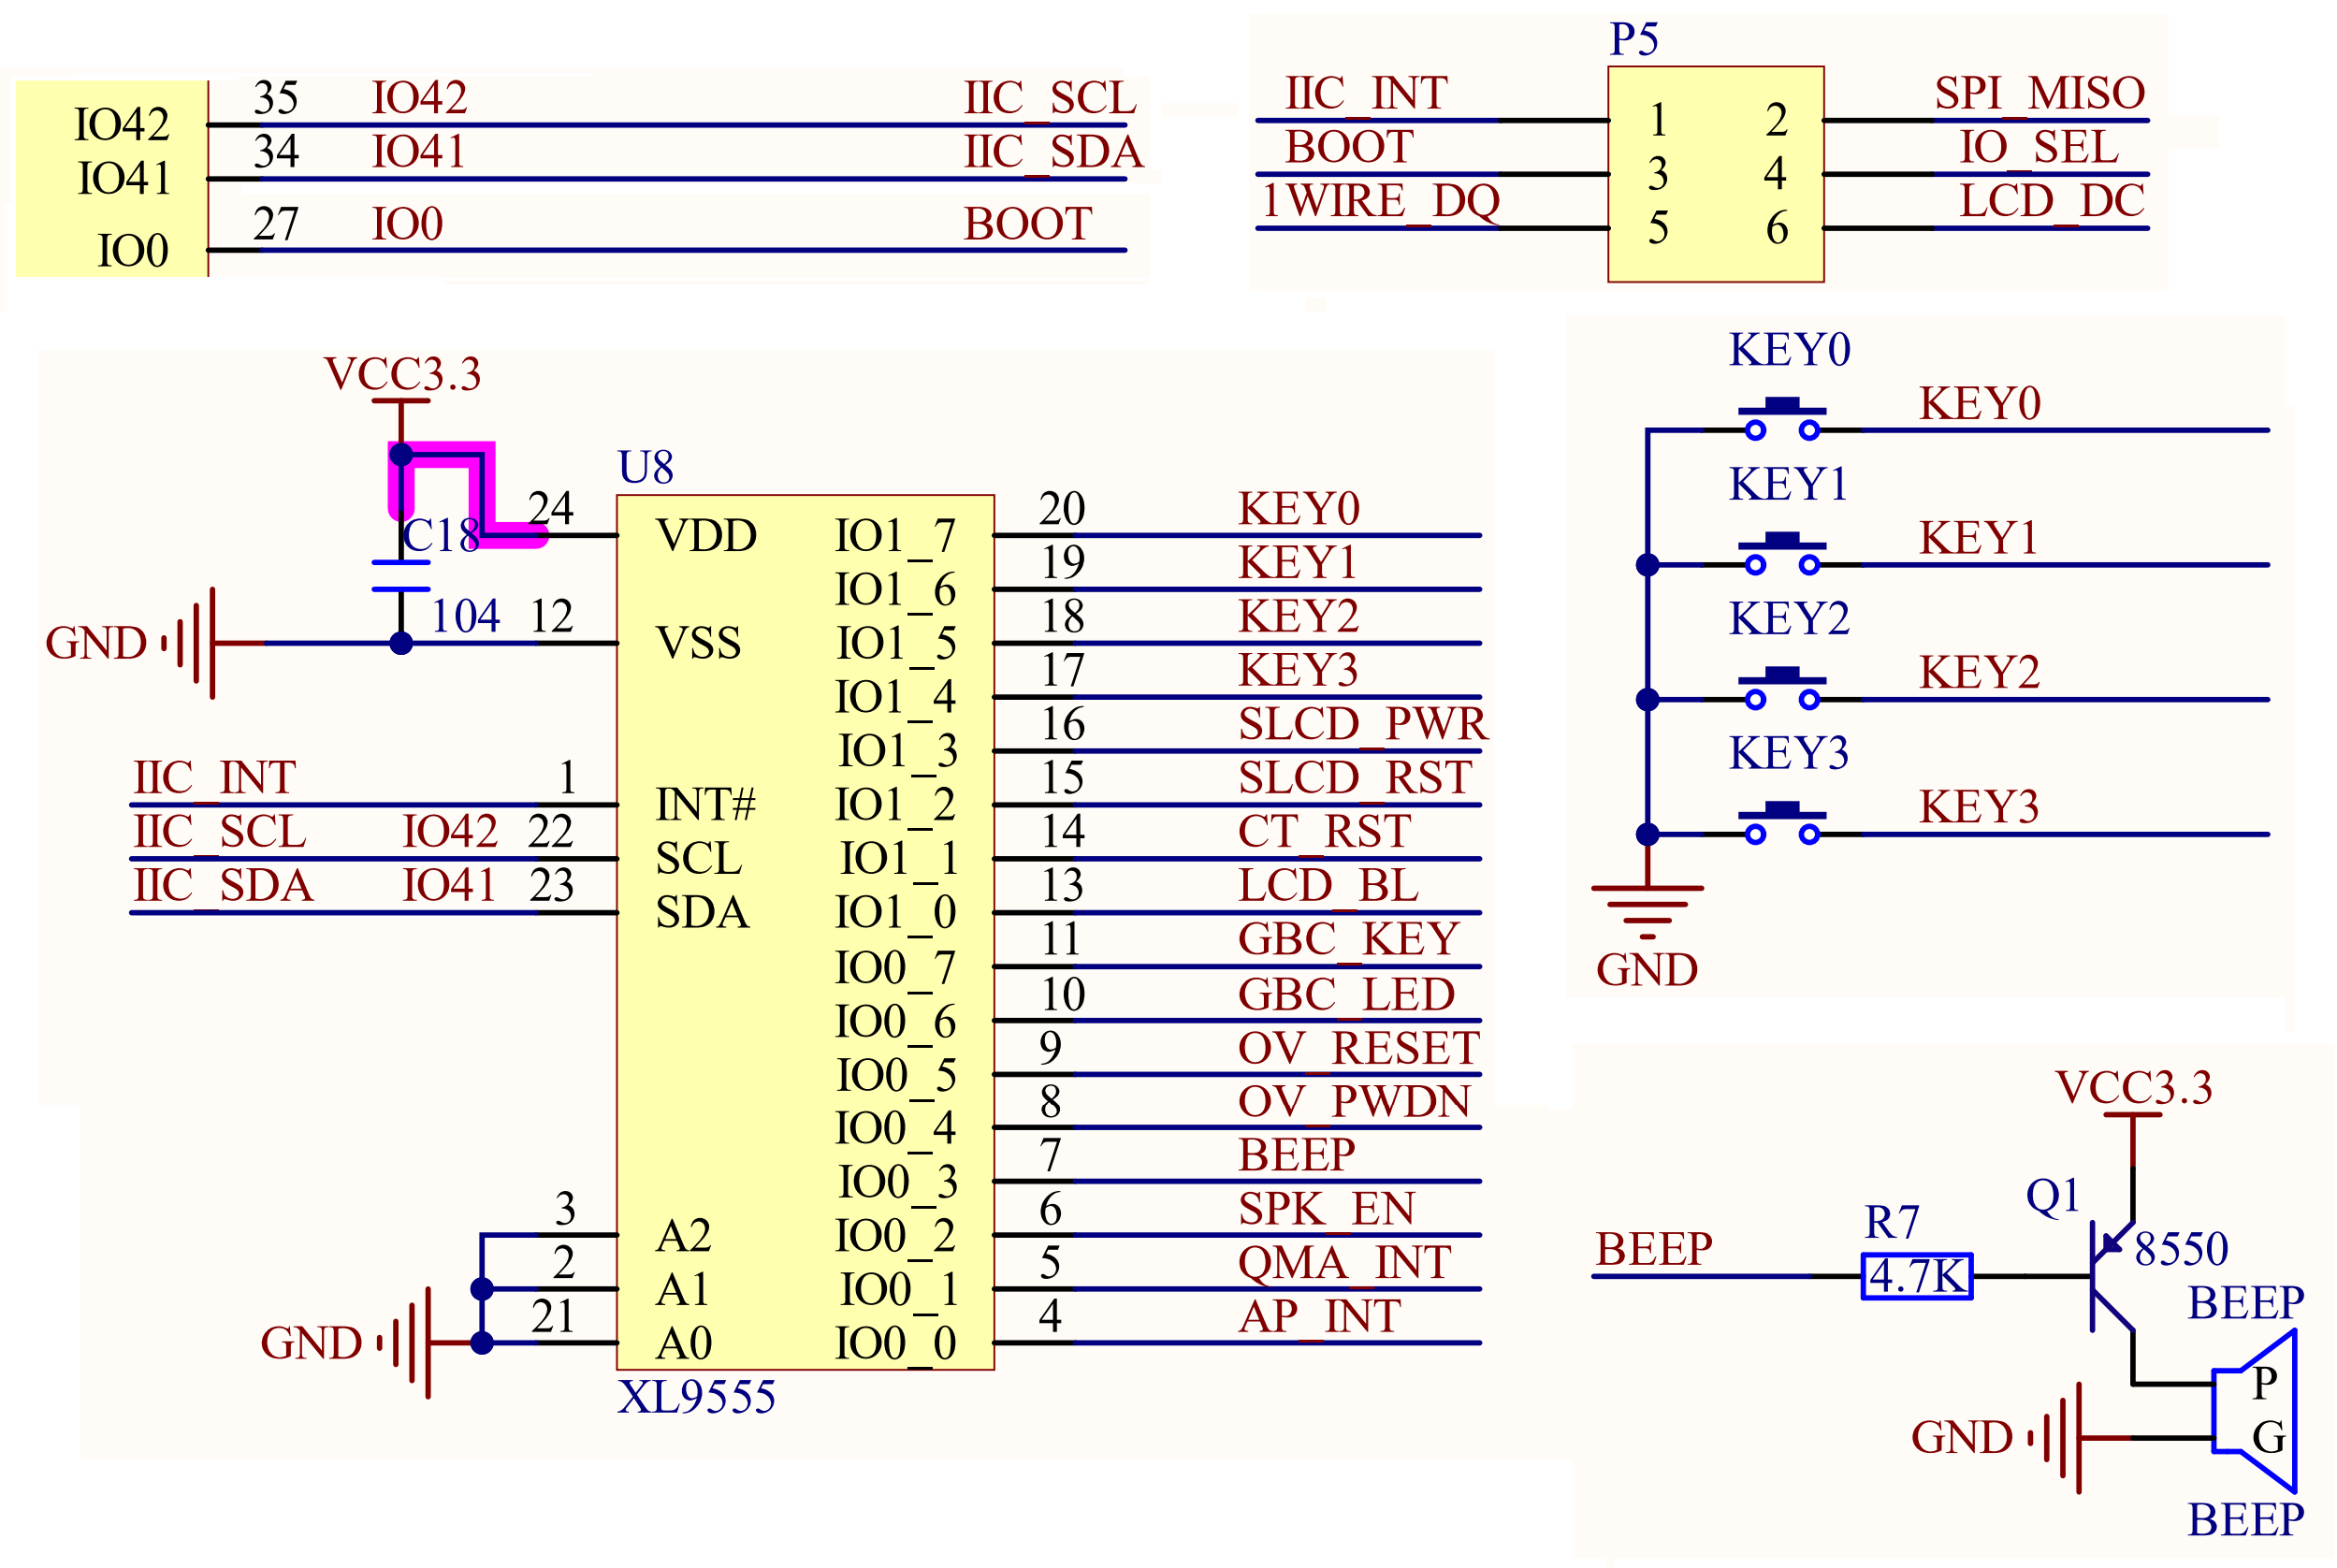 IO42 35 IO42 IIC_SCL
IO41 34 IO41 IIC_SDA
IO0 27 IO0 BOOT
P5
IIC_INT 1 2 SPI_MISO
BOOT 3 4 IO_SEL
1WIRE_DQ 5 6 LCD_DC
VCC3.3
C18
104
GND
U8
24 VDD
12 VSS
IIC_INT 1 INT#
IIC_SCL IO42 22 SCL
IIC_SDA IO41 23 SDA
3 A2
2 A1
21 A0
GND
IO1_7 20 KEY0
IO1_6 19 KEY1
IO1_5 18 KEY2
IO1_4 17 KEY3
IO1_3 16 SLCD_PWR
IO1_2 15 SLCD_RST
IO1_1 14 CT_RST
IO1_0 13 LCD_BL
IO0_7 11 GBC_KEY
IO0_6 10 GBC_LED
IO0_5 9 OV_RESET
IO0_4 8 OV_PWDN
IO0_3 7 BEEP
IO0_2 6 SPK_EN
IO0_1 5 QMA_INT
IO0_0 4 AP_INT
XL9555
KEY0
KEY0
KEY1
KEY1
KEY2
KEY2
KEY3
KEY3
GND
VCC3.3
Q1
8550
BEEP
R7
4.7K
BEEP
P
G
GND
BEEP